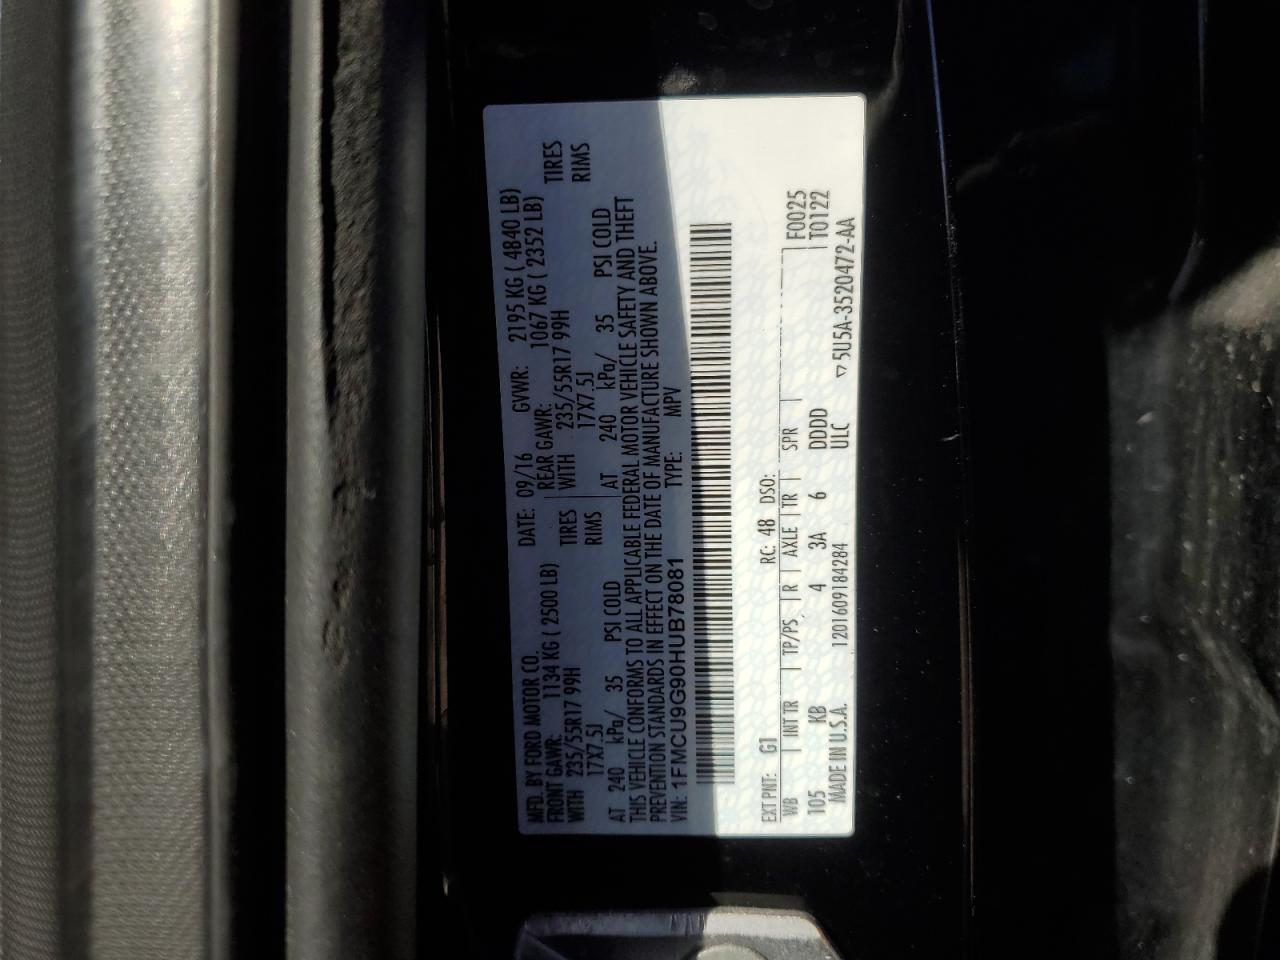 MFD. BY FORD MOTOR CO. DATE: 09/16 GVWR: 2195 KG ( 4840 LB)
FRONT GAWR: 1134 KG ( 2500 LB) REAR GAWR: 1067 KG ( 2352 LB)
WITH 235/55R17 99H TIRES WITH 235/55R17 99H TIRES
17X7.5J RIMS 17X7.5J RIMS
AT 240 kPa/ 35 PSI COLD AT 240 kPa/ 35 PSI COLD
THIS VEHICLE CONFORMS TO ALL APPLICABLE FEDERAL MOTOR VEHICLE SAFETY AND THEFT
PREVENTION STANDARDS IN EFFECT ON THE DATE OF MANUFACTURE SHOWN ABOVE.
VIN: 1FMCU9G90HUB78081 TYPE: MPV
EXT PNT: G1 RC: 48 DSO:
WB INT TR TP/PS R AXLE TR SPR F0025
105 KB 4 3A 6 DDDD T0122
MADE IN U.S.A. 1201609184284 ULC ▽5U5A-3520472-AA